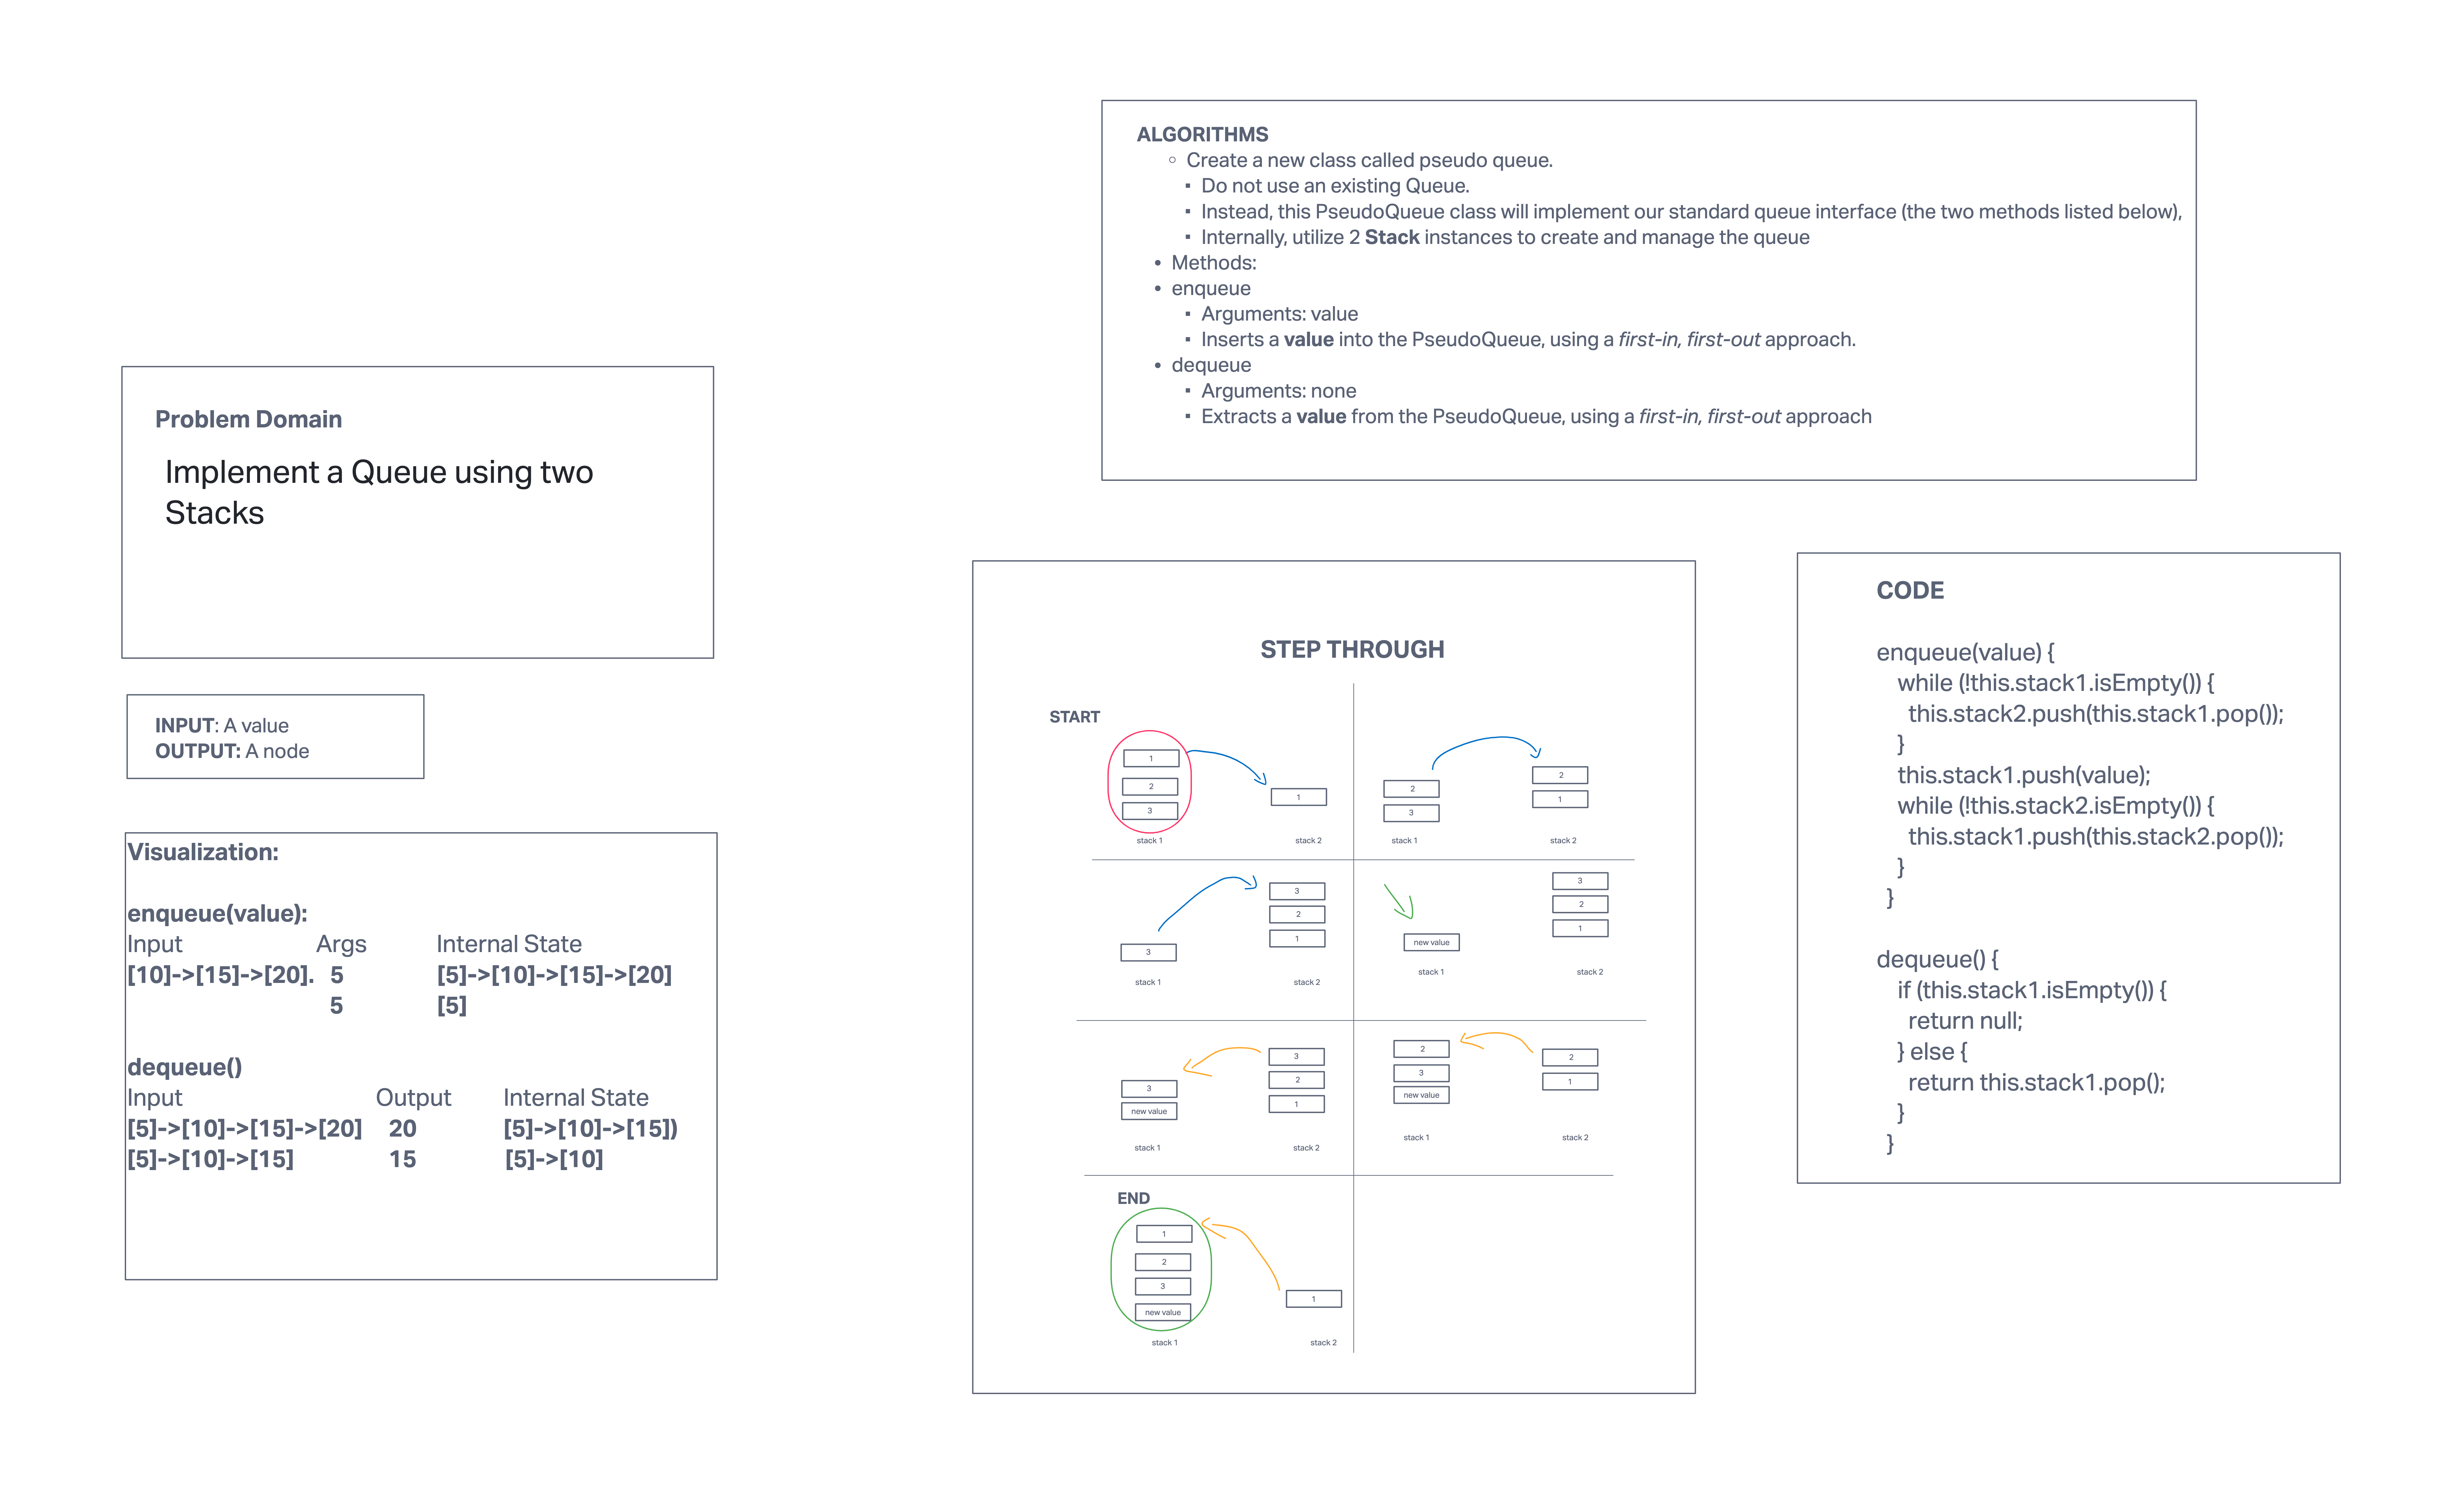 Problem Domain
Implement a Queue using two
Stacks
INPUT: A value
OUTPUT: A node
Visualization:
enqueue(value):
Input Args Internal State
[10]->[15]->[20]. 5 [5]->[10]->[15]->[20]
5 [5]
dequeue()
Input Output Internal State
[5]->[10]->[15]->[20] 20 [5]->[10]->[15])
[5]->[10]->[15] 15 [5]->[10]
ALGORITHMS
◦ Create a new class called pseudo queue.
▪ Do not use an existing Queue.
▪ Instead, this PseudoQueue class will implement our standard queue interface (the two methods listed below),
▪ Internally, utilize 2 Stack instances to create and manage the queue
• Methods:
• enqueue
▪ Arguments: value
▪ Inserts a value into the PseudoQueue, using a first-in, first-out approach.
• dequeue
▪ Arguments: none
▪ Extracts a value from the PseudoQueue, using a first-in, first-out approach
STEP THROUGH
START
1
2
3
stack 1
1
stack 2
2
3
stack 1
2
1
stack 2
3
stack 1
3
2
1
stack 2
new value
stack 1
3
2
1
stack 2
3
new value
stack 1
3
2
1
stack 2
2
3
new value
stack 1
2
1
stack 2
END
1
2
3
new value
stack 1
1
stack 2
CODE
enqueue(value) {
while (!this.stack1.isEmpty()) {
this.stack2.push(this.stack1.pop());
}
this.stack1.push(value);
while (!this.stack2.isEmpty()) {
this.stack1.push(this.stack2.pop());
}
}
dequeue() {
if (this.stack1.isEmpty()) {
return null;
} else {
return this.stack1.pop();
}
}